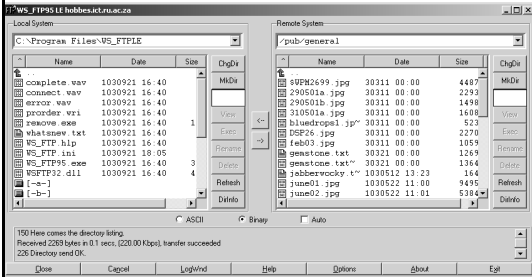 WS_FTP95 LE hobbes.ict.ru.ac.za
Local System
C:\Program Files\WS_FTPLE
^ Name Date Size
..
complete.wav 1030921 16:40
connect.wav 1030921 16:40
error.wav 1030921 16:40
prorder.wri 1030921 16:40
remove.exe 1030921 16:40 1
whatsnew.txt 1030921 16:40
WS_FTP.hlp 1030921 16:40
WS_FTP.ini 1030921 18:05
WS_FTP95.exe 1030921 16:40 3
WSFTP32.dll 1030921 16:40 4
[-a-]
[-b-]
ChgDir
MkDir
View
Exec
Rename
Delete
Refresh
DirInfo
<--
-->
Remote System
/pub/general
^ Name Date Size
..
$WPM2699.jpg 30311 00:00 4487
290501a.jpg 30311 00:00 2293
290501b.jpg 30311 00:00 1498
310501a.jpg 30311 00:00 1608
bluedrops1.jp~ 30311 00:00 523
DSP26.jpg 30311 00:00 2270
feb03.jpg 30311 00:00 1059
gemstone.txt 30321 00:00 1269
gemstone.txt~ 30321 00:00 1364
jabberwocky.t~ 1030512 13:23 164
june01.jpg 1030522 11:00 9495
june02.jpg 1030522 11:01 5384
ChgDir
MkDir
View
Exec
Rename
Delete
Refresh
DirInfo
ASCII Binary Auto
150 Here comes the directory listing.
Received 2269 bytes in 0.1 secs, (220.00 Kbps), transfer succeeded
226 Directory send OK.
Close Cancel LogWnd Help Options About Exit